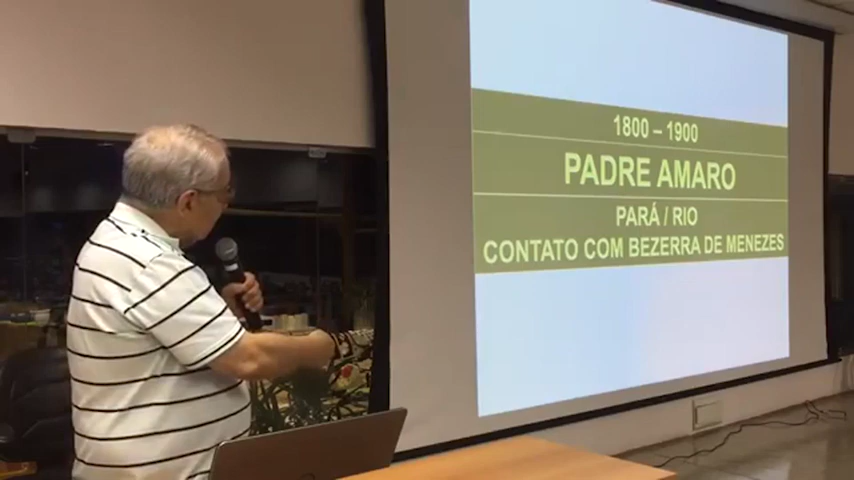 1800 – 1900
PADRE AMARO
PARÁ / RIO
CONTATO COM BEZERRA DE MENEZES